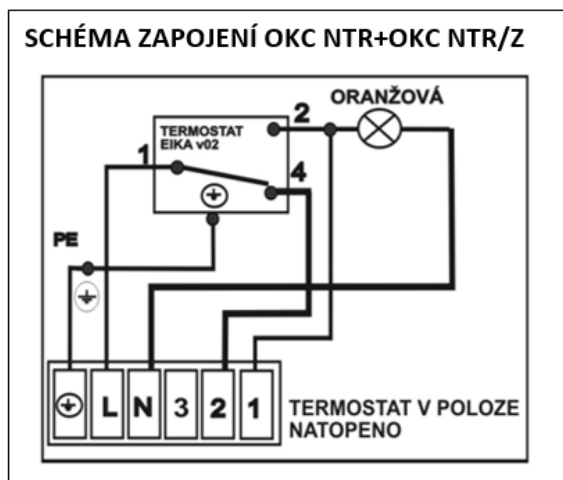 SCHÉMA ZAPOJENÍ OKC NTR+OKC NTR/Z
ORANŽOVÁ
2
TERMOSTAT
EIKA v02
1
4
PE
L N 3 2 1
TERMOSTAT V POLOZE
NATOPENO